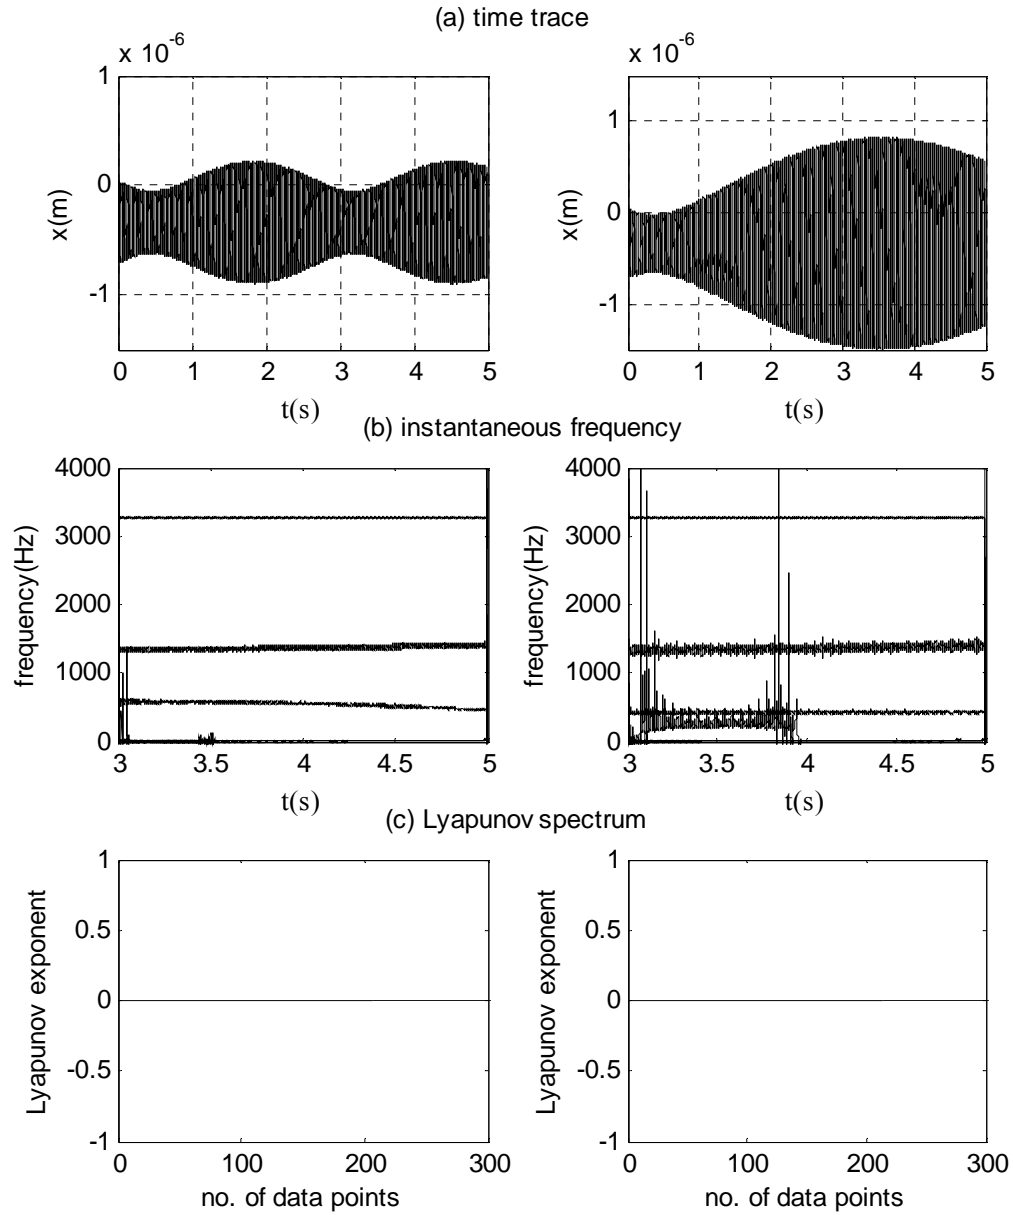 (a) time trace
x 10^-6
x 10^-6
1
0
-1
x(m)
0 1 2 3 4 5
t(s)
1
0
-1
x(m)
0 1 2 3 4 5
t(s)
(b) instantaneous frequency
4000
3000
2000
1000
0
frequency(Hz)
3 3.5 4 4.5 5
t(s)
4000
3000
2000
1000
0
frequency(Hz)
3 3.5 4 4.5 5
t(s)
(c) Lyapunov spectrum
1
0.5
0
-0.5
-1
Lyapunov exponent
0 100 200 300
no. of data points
1
0.5
0
-0.5
-1
Lyapunov exponent
0 100 200 300
no. of data points